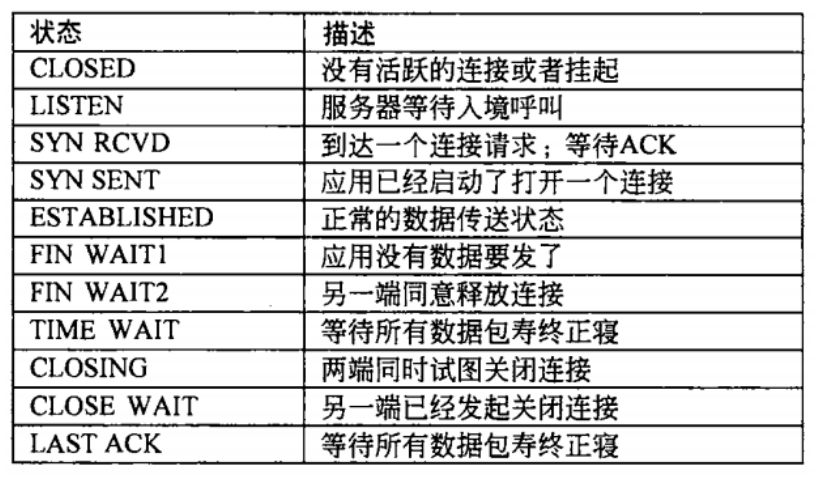 状态 描述
CLOSED 没有活跃的连接或者挂起
LISTEN 服务器等待入境呼叫
SYN RCVD 到达一个连接请求；等待ACK
SYN SENT 应用已经启动了打开一个连接
ESTABLISHED 正常的数据传送状态
FIN WAIT1 应用没有数据要发了
FIN WAIT2 另一端同意释放连接
TIME WAIT 等待所有数据包寿终正寝
CLOSING 两端同时试图关闭连接
CLOSE WAIT 另一端已经发起关闭连接
LAST ACK 等待所有数据包寿终正寝